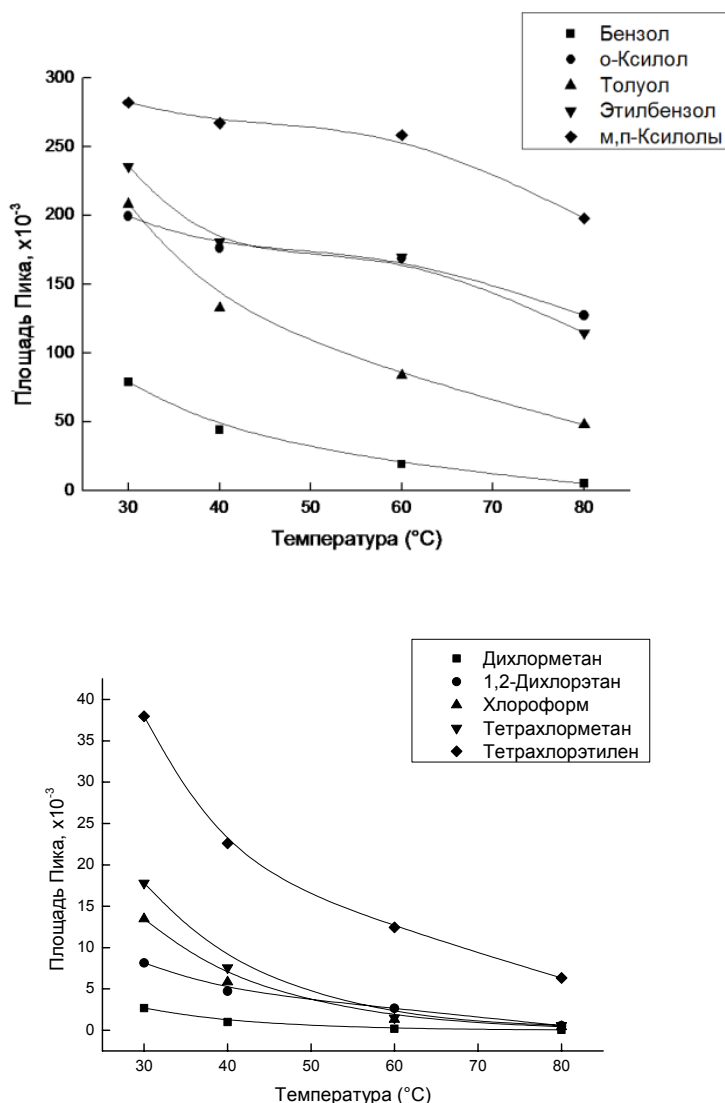 Бензол
о-Ксилол
Толуол
Этилбензол
м,п-Ксилолы
300
250
200
150
100
50
0
Площадь Пика, x10⁻³
30 40 50 60 70 80
Температура (°C)
Дихлорметан
1,2-Дихлорэтан
Хлороформ
Тетрахлорметан
Тетрахлорэтилен
40
35
30
25
20
15
10
5
0
Площадь Пика, x10⁻³
30 40 50 60 70 80
Температура (°C)